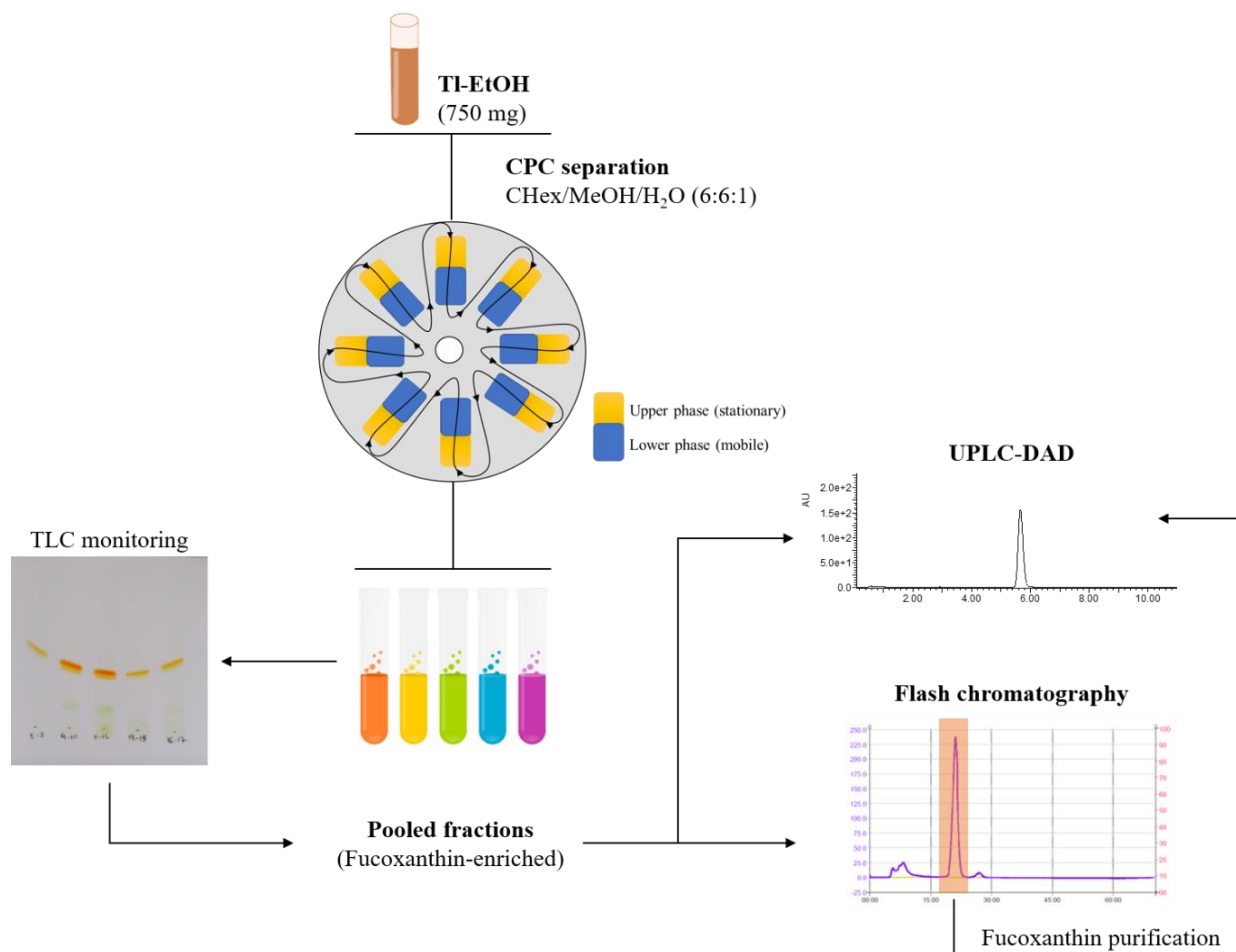 Tl-EtOH
(750 mg)
CPC separation
CHex/MeOH/H₂O (6:6:1)
Upper phase (stationary)
Lower phase (mobile)
UPLC-DAD
AU
2.0e+2
1.5e+2
1.0e+2
5.0e+1
0.0
2.00 4.00 6.00 8.00 10.00
TLC monitoring
Flash chromatography
250.0
225.0
200.0
175.0
150.0
125.0
100.0
75.0
50.0
25.0
0.0
-25.0
100
90
80
70
60
50
40
30
20
10
00:00 15:00 30:00 45:00 60:00
Pooled fractions
(Fucoxanthin-enriched)
Fucoxanthin purification